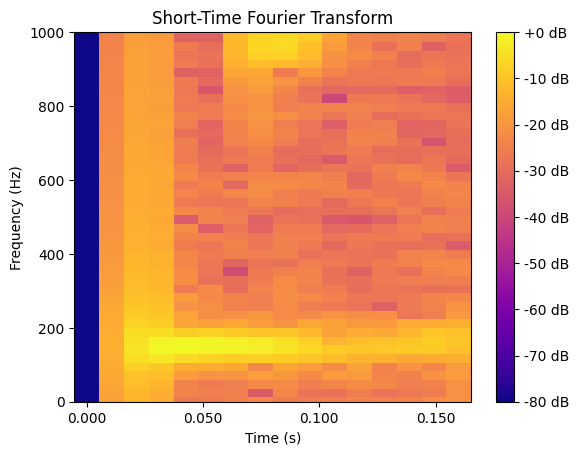 Short-Time Fourier Transform
Frequency (Hz)
1000
800
600
400
200
0
0.000
0.050
0.100
0.150
Time (s)
+0 dB
-10 dB
-20 dB
-30 dB
-40 dB
-50 dB
-60 dB
-70 dB
-80 dB